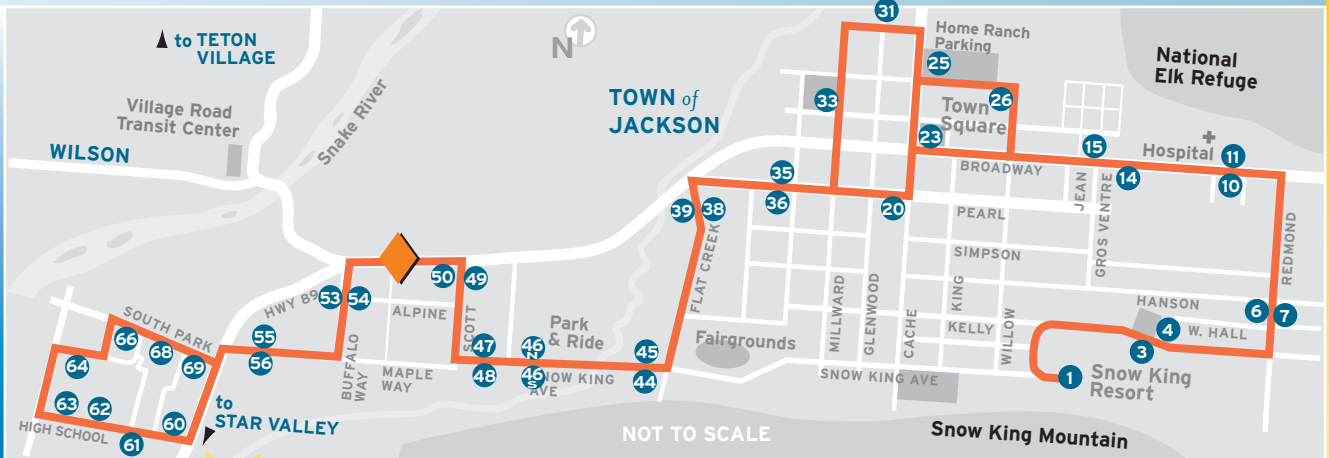 31
to TETON
VILLAGE
N
Home Ranch
Parking
25
National
Elk Refuge
Village Road
Transit Center
Snake River
TOWN of
JACKSON
33
26
Town
Square
23
15
Hospital
11
WILSON
BROADWAY
14
10
35
36
20
JEAN
GROS VENTRE
39
38
PEARL
REDMOND
FLAT CREEK
SIMPSON
50
49
HWY 89
53
54
ALPINE
SCOTT
MILLWARD
GLENWOOD
CACHE
KING
WILLOW
HANSON
6
7
SOUTH PARK
66
68
69
55
56
47
46
N
Park
& Ride
45
Fairgrounds
KELLY
4
W. HALL
3
64
BUFFALO
WAY
MAPLE
WAY
48
46
S
NOW KING
AVE
44
SNOW KING AVE
1
Snow King
Resort
63
62
60
61
HIGH SCHOOL
to
STAR VALLEY
NOT TO SCALE
Snow King Mountain